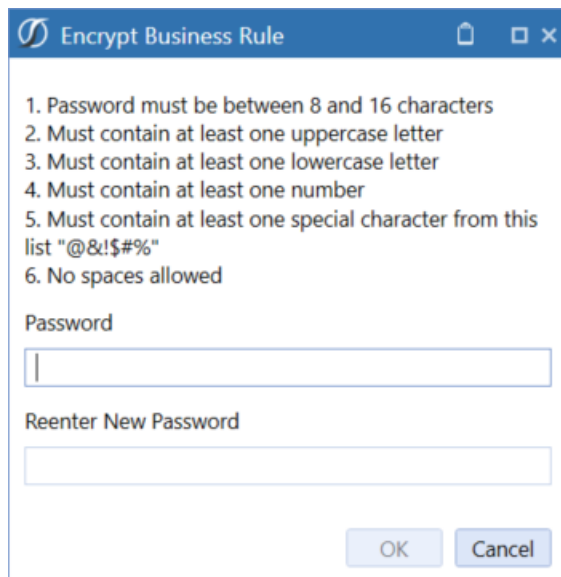 Encrypt Business Rule
1. Password must be between 8 and 16 characters
2. Must contain at least one uppercase letter
3. Must contain at least one lowercase letter
4. Must contain at least one number
5. Must contain at least one special character from this
list "@&!$#%"
6. No spaces allowed
Password
Reenter New Password
OK Cancel